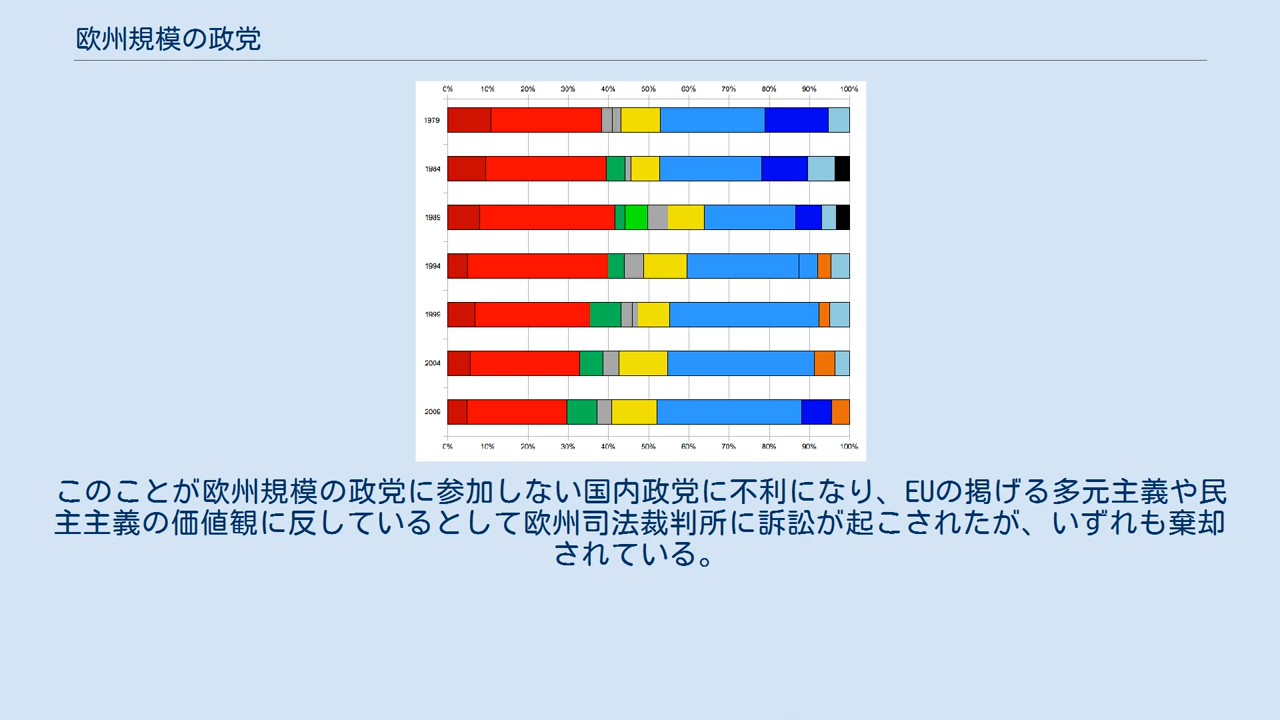 欧州規模の政党
0% 10% 20% 30% 40% 50% 60% 70% 80% 90% 100%
1979
1984
1989
1994
1999
2004
2009
0% 10% 20% 30% 40% 50% 60% 70% 80% 90% 100%
このことが欧州規模の政党に参加しない国内政党に不利になり、EUの掲げる多元主義や民
主主義の価値観に反しているとして欧州司法裁判所に訴訟が起こされたが、いずれも棄却
されている。